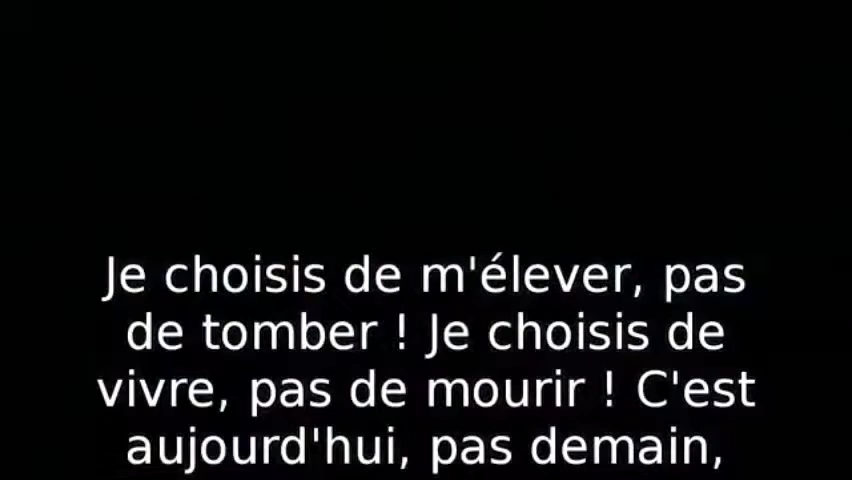 Je choisis de m'élever, pas
de tomber ! Je choisis de
vivre, pas de mourir ! C'est
aujourd'hui, pas demain,